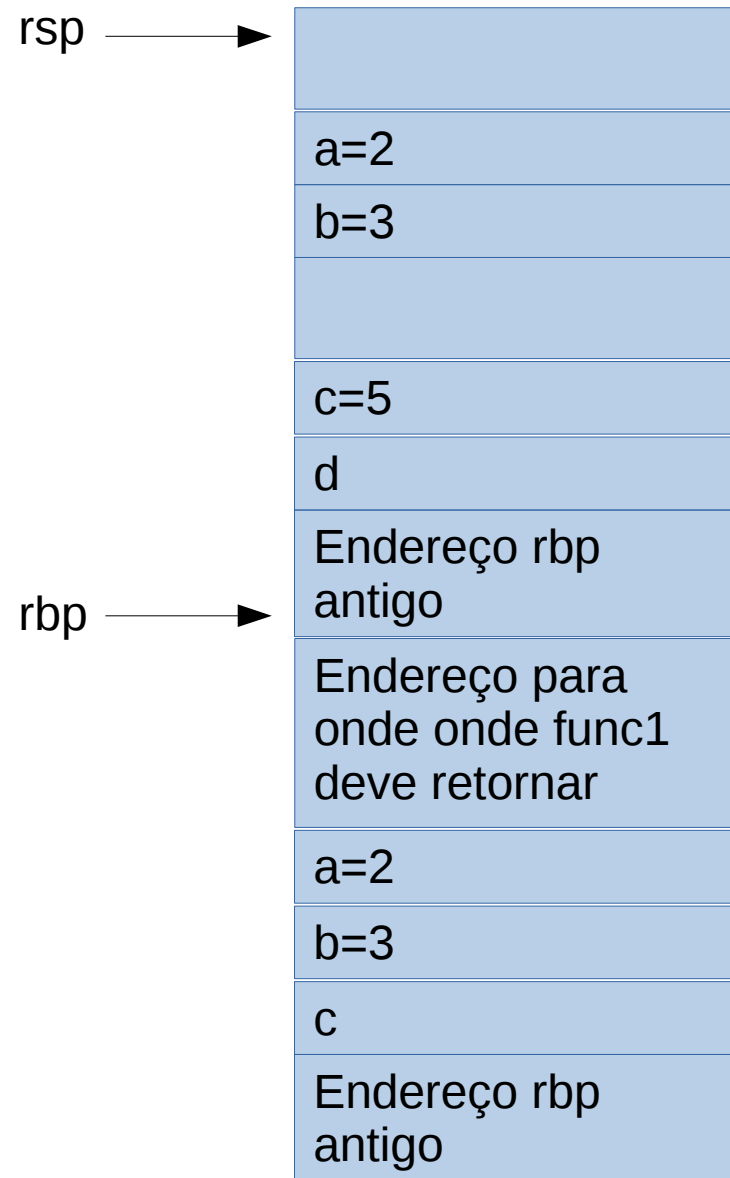 rsp
a=2
b=3
c=5
d
Endereço rbp
antigo
rbp
Endereço para
onde onde func1
deve retornar
a=2
b=3
c
Endereço rbp
antigo